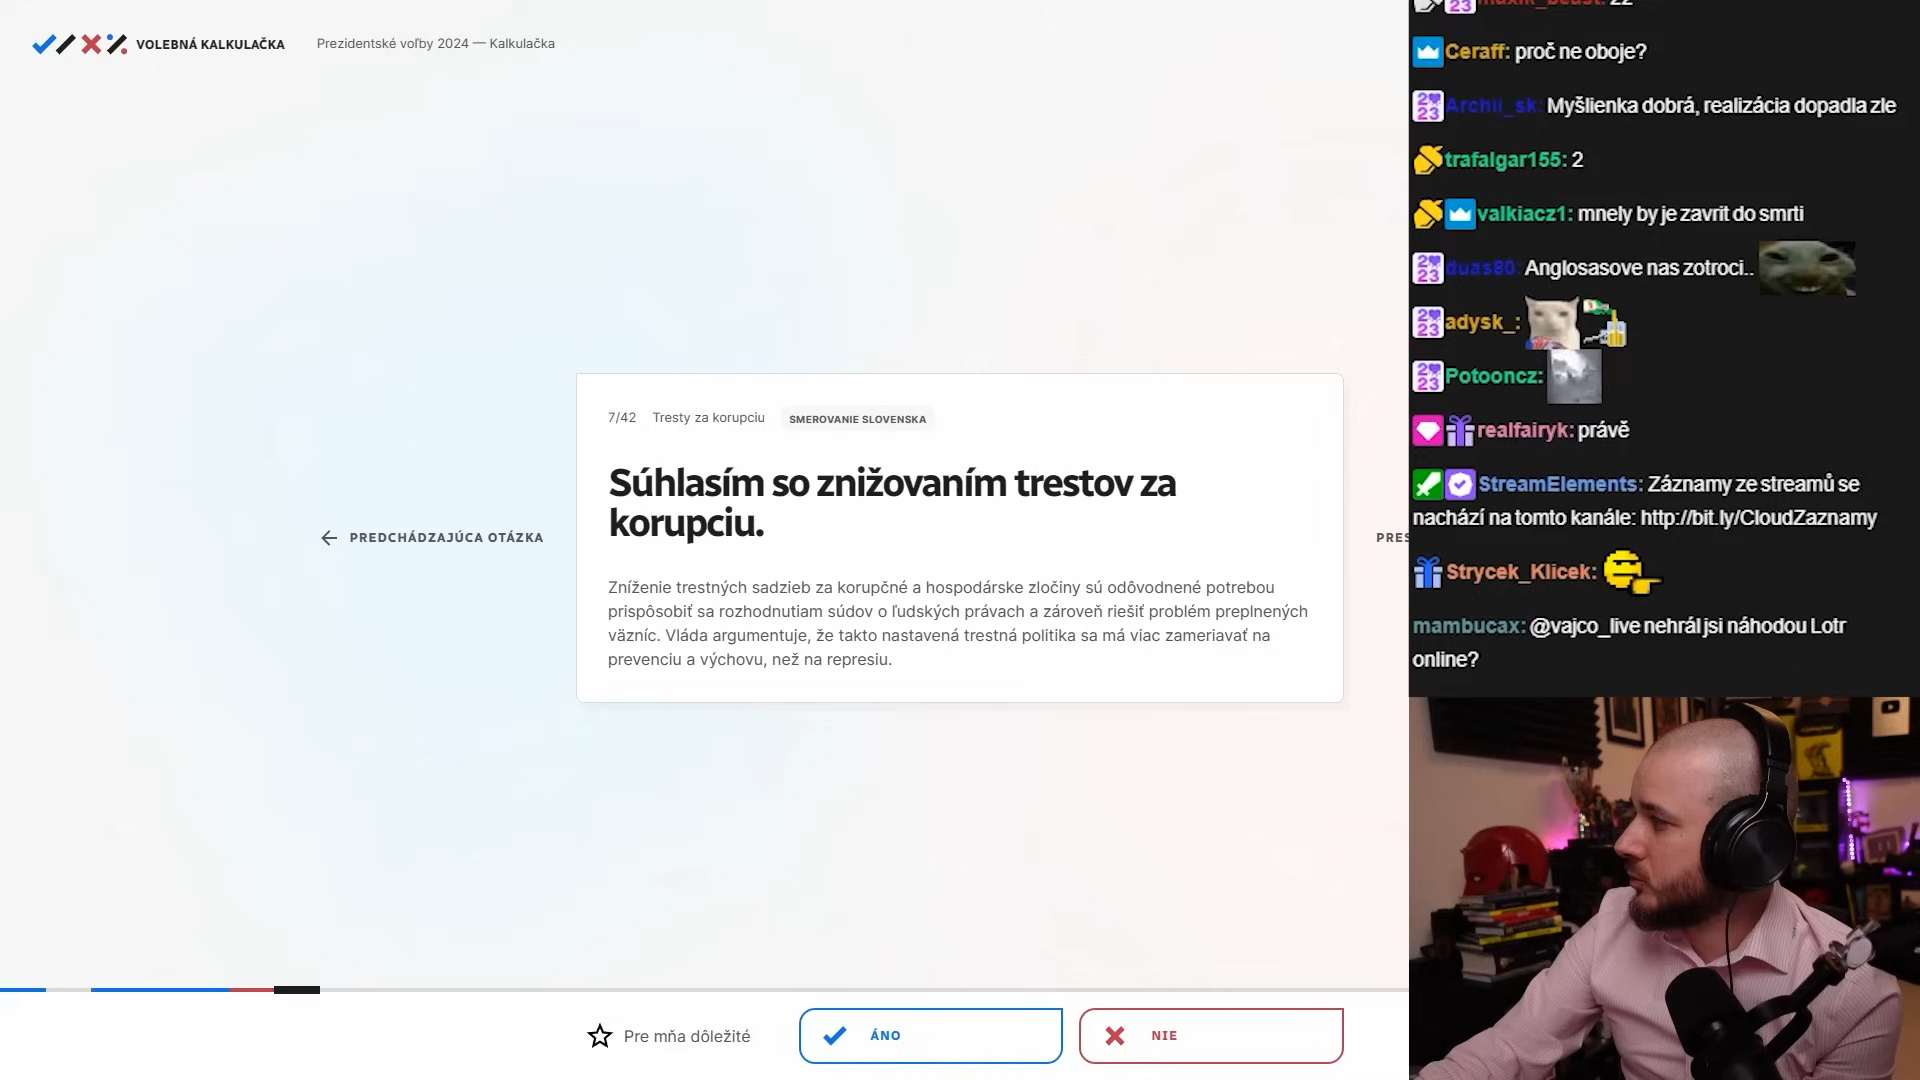 VOLEBNÁ KALKULAČKA
Prezidentské voľby 2024 — Kalkulačka
7/42 Tresty za korupciu SMEROVANIE SLOVENSKA
Súhlasím so znižovaním trestov za
korupciu.
Zníženie trestných sadzieb za korupčné a hospodárske zločiny sú odôvodnené potrebou
prispôsobiť sa rozhodnutiam súdov o ľudských právach a zároveň riešiť problém preplnených
väzníc. Vláda argumentuje, že takto nastavená trestná politika sa má viac zameriavať na
prevenciu a výchovu, než na represiu.
PREDCHÁDZAJÚCA OTÁZKA
PRES
Pre mňa dôležité
ÁNO
NIE
Ceraff: proč ne oboje?
Archii_sk: Myšlienka dobrá, realizácia dopadla zle
trafalgar155: 2
valkiacz1: mnely by je zavrit do smrti
duas80: Anglosasove nas zotroci..
adysk_:
Potooncz:
realfairyk: právě
StreamElements: Záznamy ze streamů se
nachází na tomto kanále: http://bit.ly/CloudZaznamy
Strycek_Klicek:
mambucax: @vajco_live nehrál jsi náhodou Lotr
online?